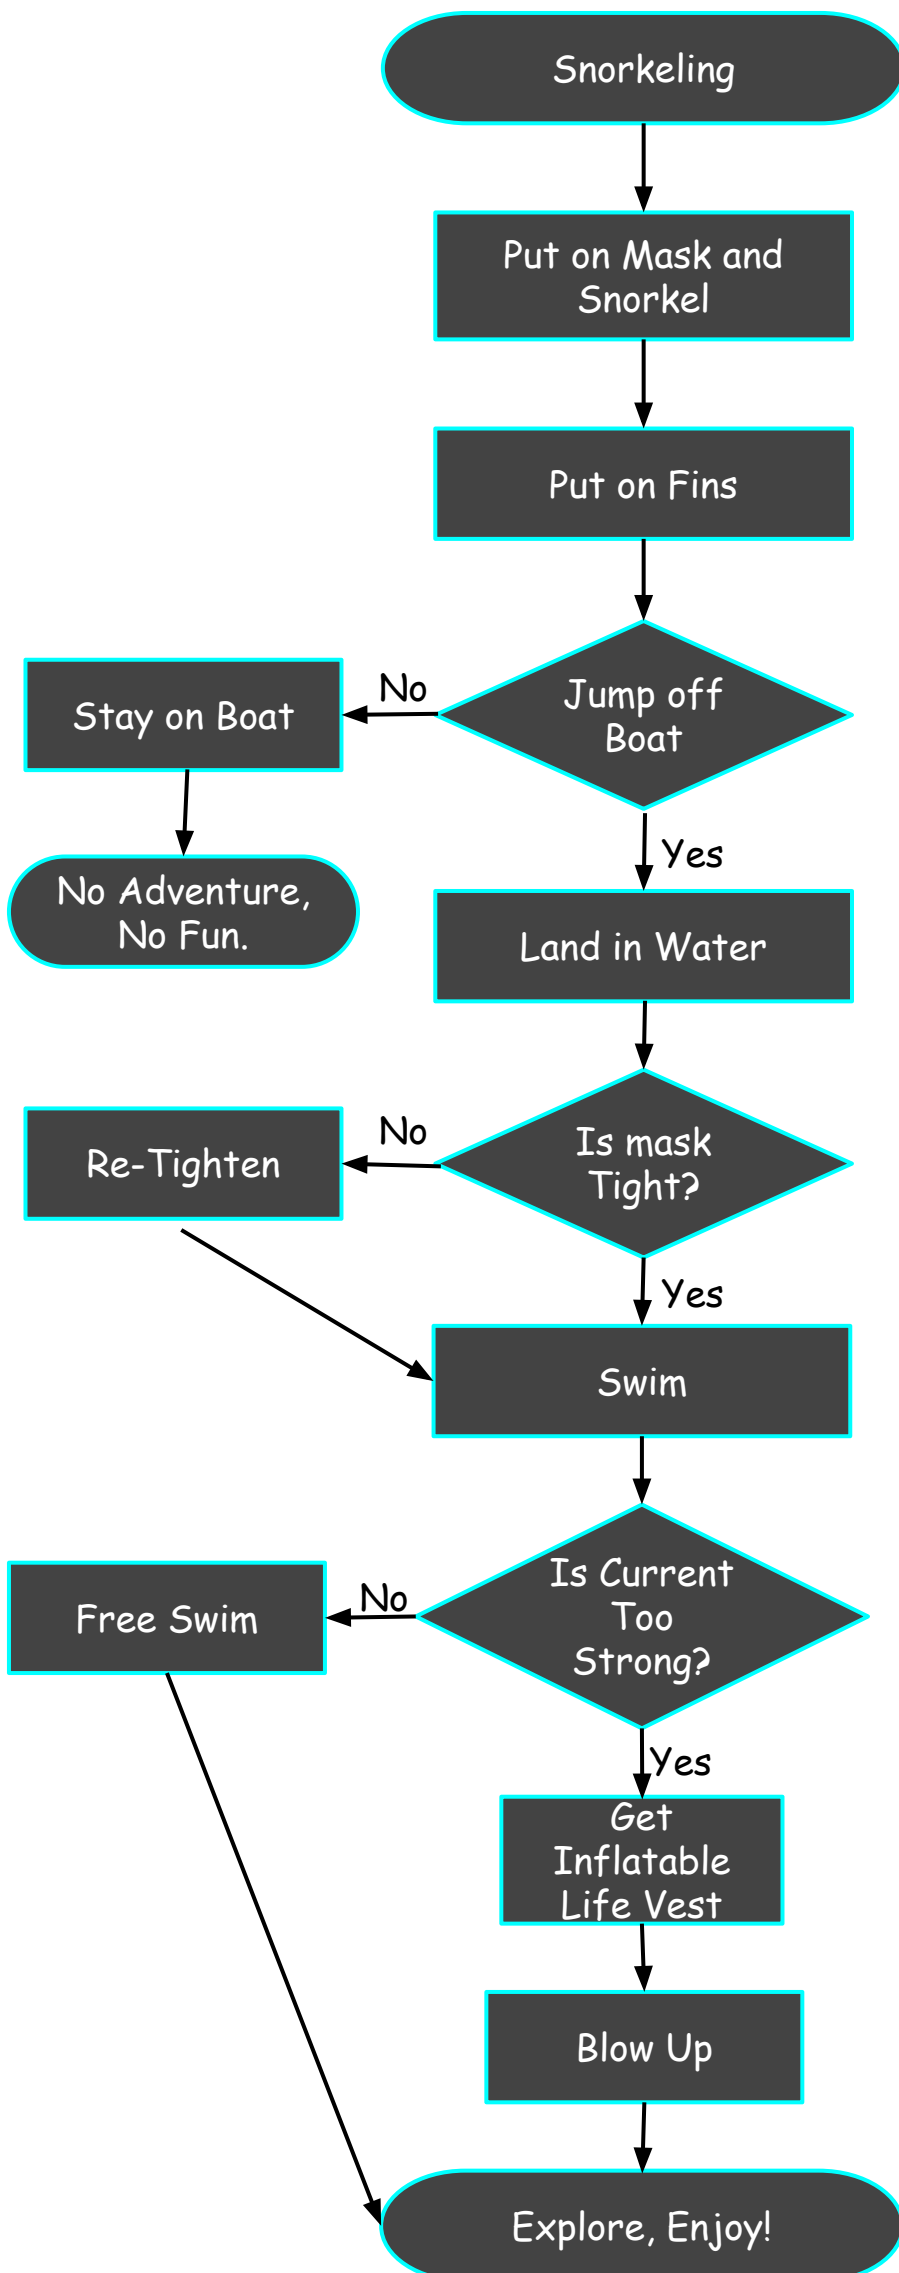 Snorkeling
Put on Mask and
Snorkel
Put on Fins
Jump off
Boat
No
Stay on Boat
No Adventure,
No Fun.
Yes
Land in Water
Is mask
Tight?
No
Re-Tighten
Yes
Swim
Is Current
Too
Strong?
No
Free Swim
Yes
Get
Inflatable
Life Vest
Blow Up
Explore, Enjoy!